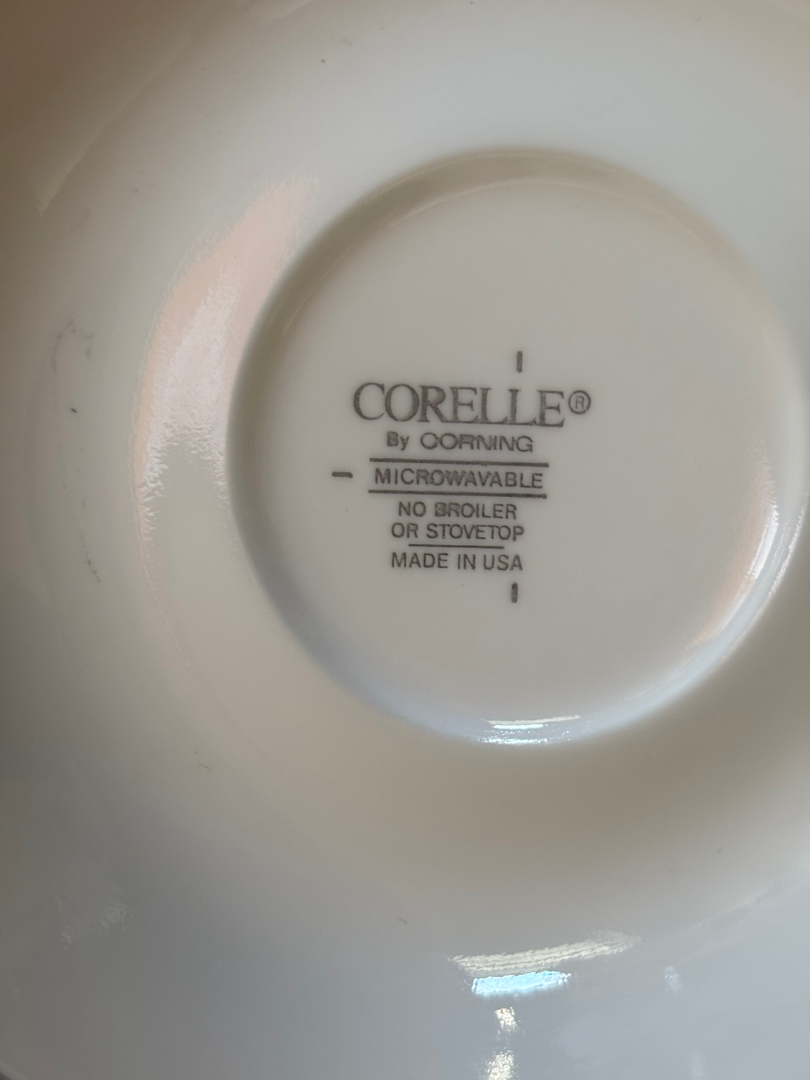 CORELLE®
By CORNING
MICROWAVABLE
NO BROILER
OR STOVETOP
MADE IN USA